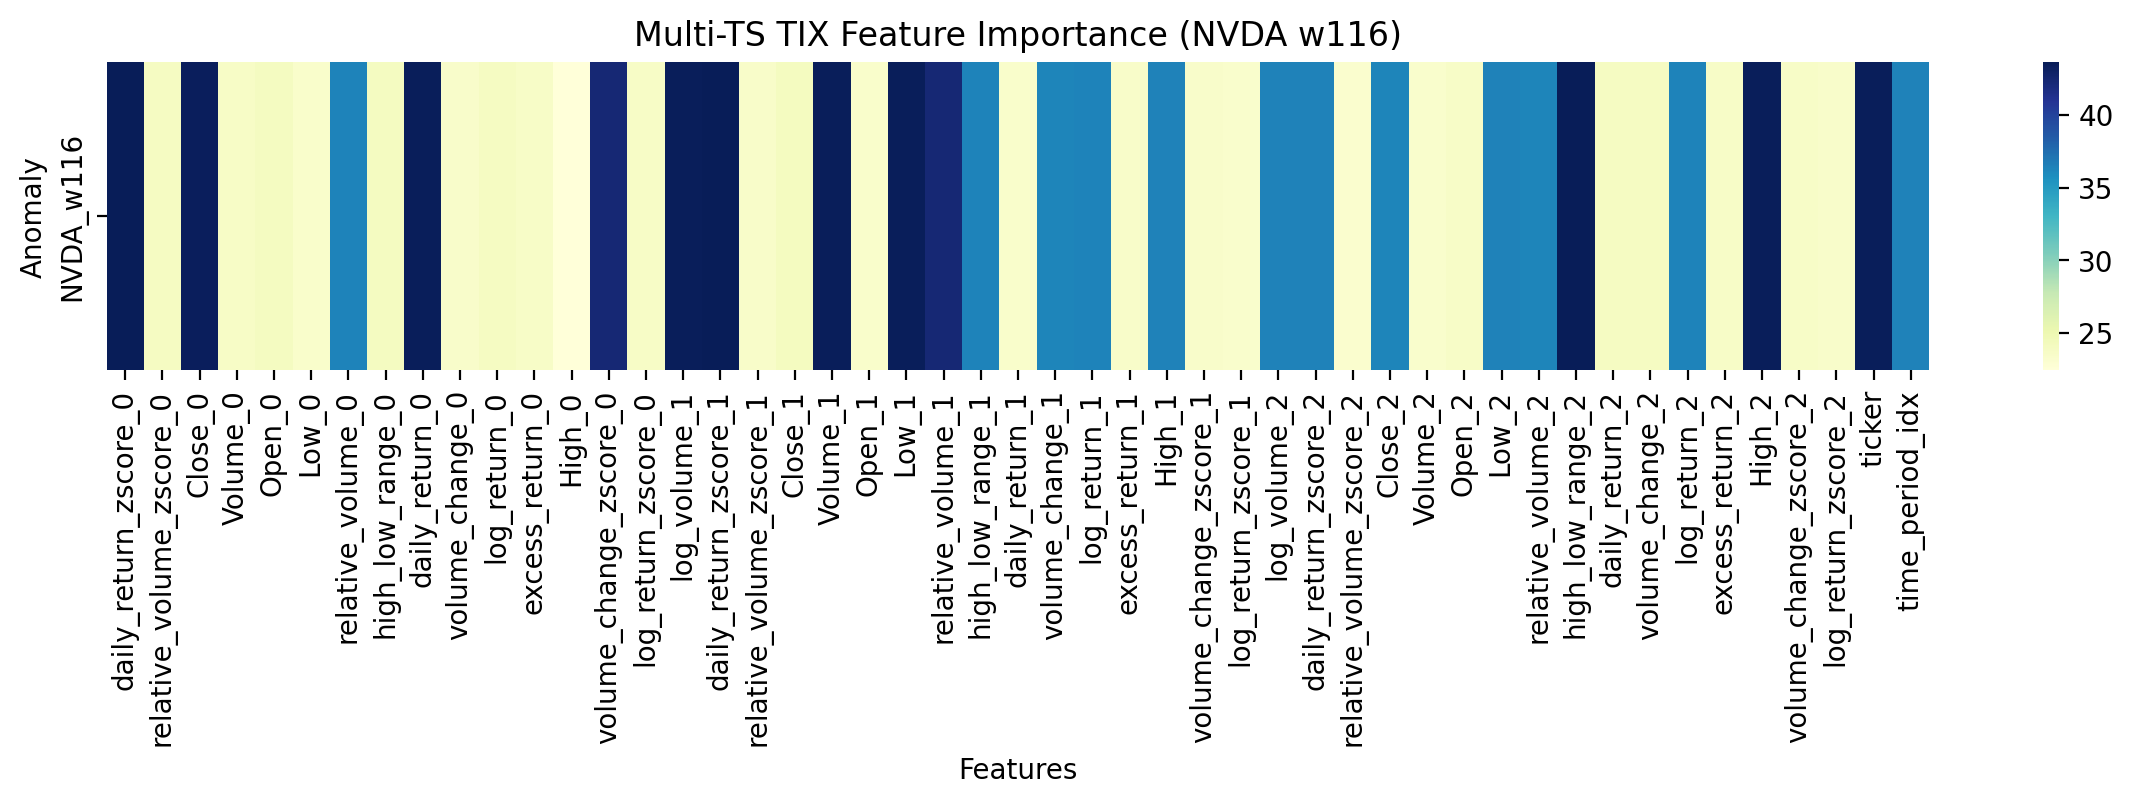 Multi-TS TIX Feature Importance (NVDA w116)
Anomaly
NVDA_w116
40
35
30
25
daily_return_zscore_0
relative_volume_zscore_0
Close_0
Volume_0
Open_0
Low_0
relative_volume_0
high_low_range_0
daily_return_0
volume_change_0
log_return_0
excess_return_0
High_0
volume_change_zscore_0
log_return_zscore_0
log_volume_1
daily_return_zscore_1
relative_volume_zscore_1
Close_1
Volume_1
Open_1
Low_1
relative_volume_1
high_low_range_1
daily_return_1
volume_change_1
log_return_1
excess_return_1
High_1
volume_change_zscore_1
log_return_zscore_1
log_volume_2
daily_return_zscore_2
relative_volume_zscore_2
Close_2
Volume_2
Open_2
Low_2
relative_volume_2
high_low_range_2
daily_return_2
volume_change_2
log_return_2
excess_return_2
High_2
volume_change_zscore_2
log_return_zscore_2
ticker
time_period_idx
Features